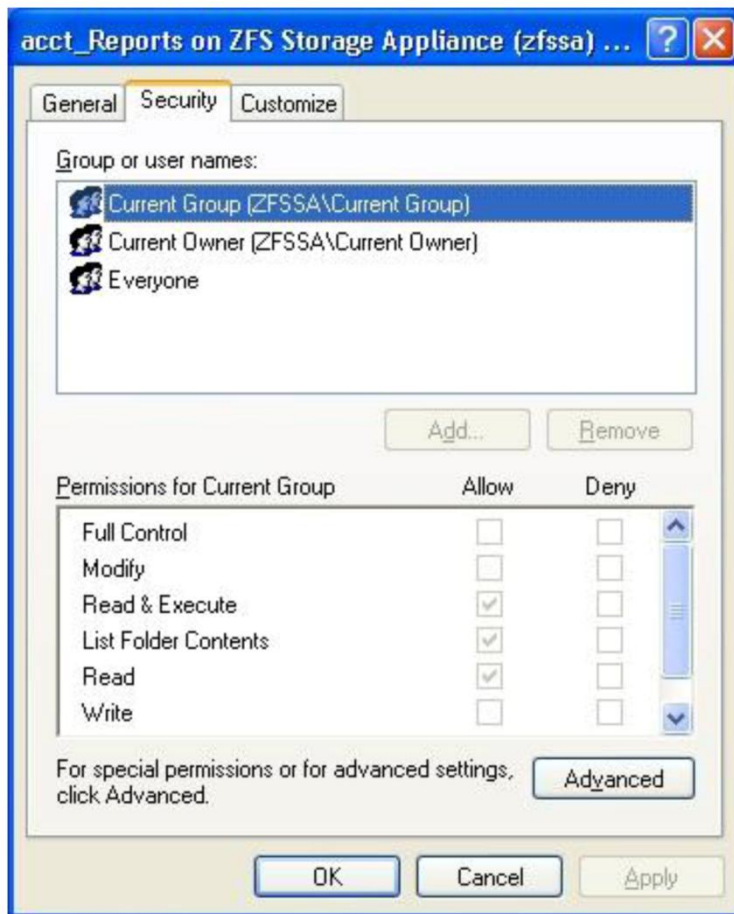 acct_Reports on ZFS Storage Appliance (zfssa) ...
General Security Customize
Group or user names:
Current Group (ZFSSA\Current Group)
Current Owner (ZFSSA\Current Owner)
Everyone
Add... Remove
Permissions for Current Group Allow Deny
Full Control
Modify
Read & Execute
List Folder Contents
Read
Write
For special permissions or for advanced settings, Advanced
click Advanced.
OK Cancel Apply